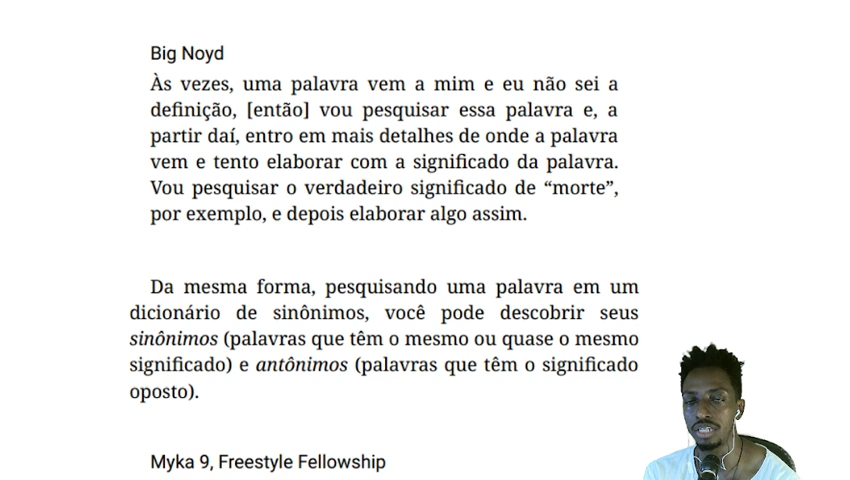 Big Noyd
Às vezes, uma palavra vem a mim e eu não sei a
definição, [então] vou pesquisar essa palavra e, a
partir daí, entro em mais detalhes de onde a palavra
vem e tento elaborar com a significado da palavra.
Vou pesquisar o verdadeiro significado de “morte”,
por exemplo, e depois elaborar algo assim.
Da mesma forma, pesquisando uma palavra em um
dicionário de sinônimos, você pode descobrir seus
sinônimos (palavras que têm o mesmo ou quase o mesmo
significado) e antônimos (palavras que têm o significado
oposto).
Myka 9, Freestyle Fellowship